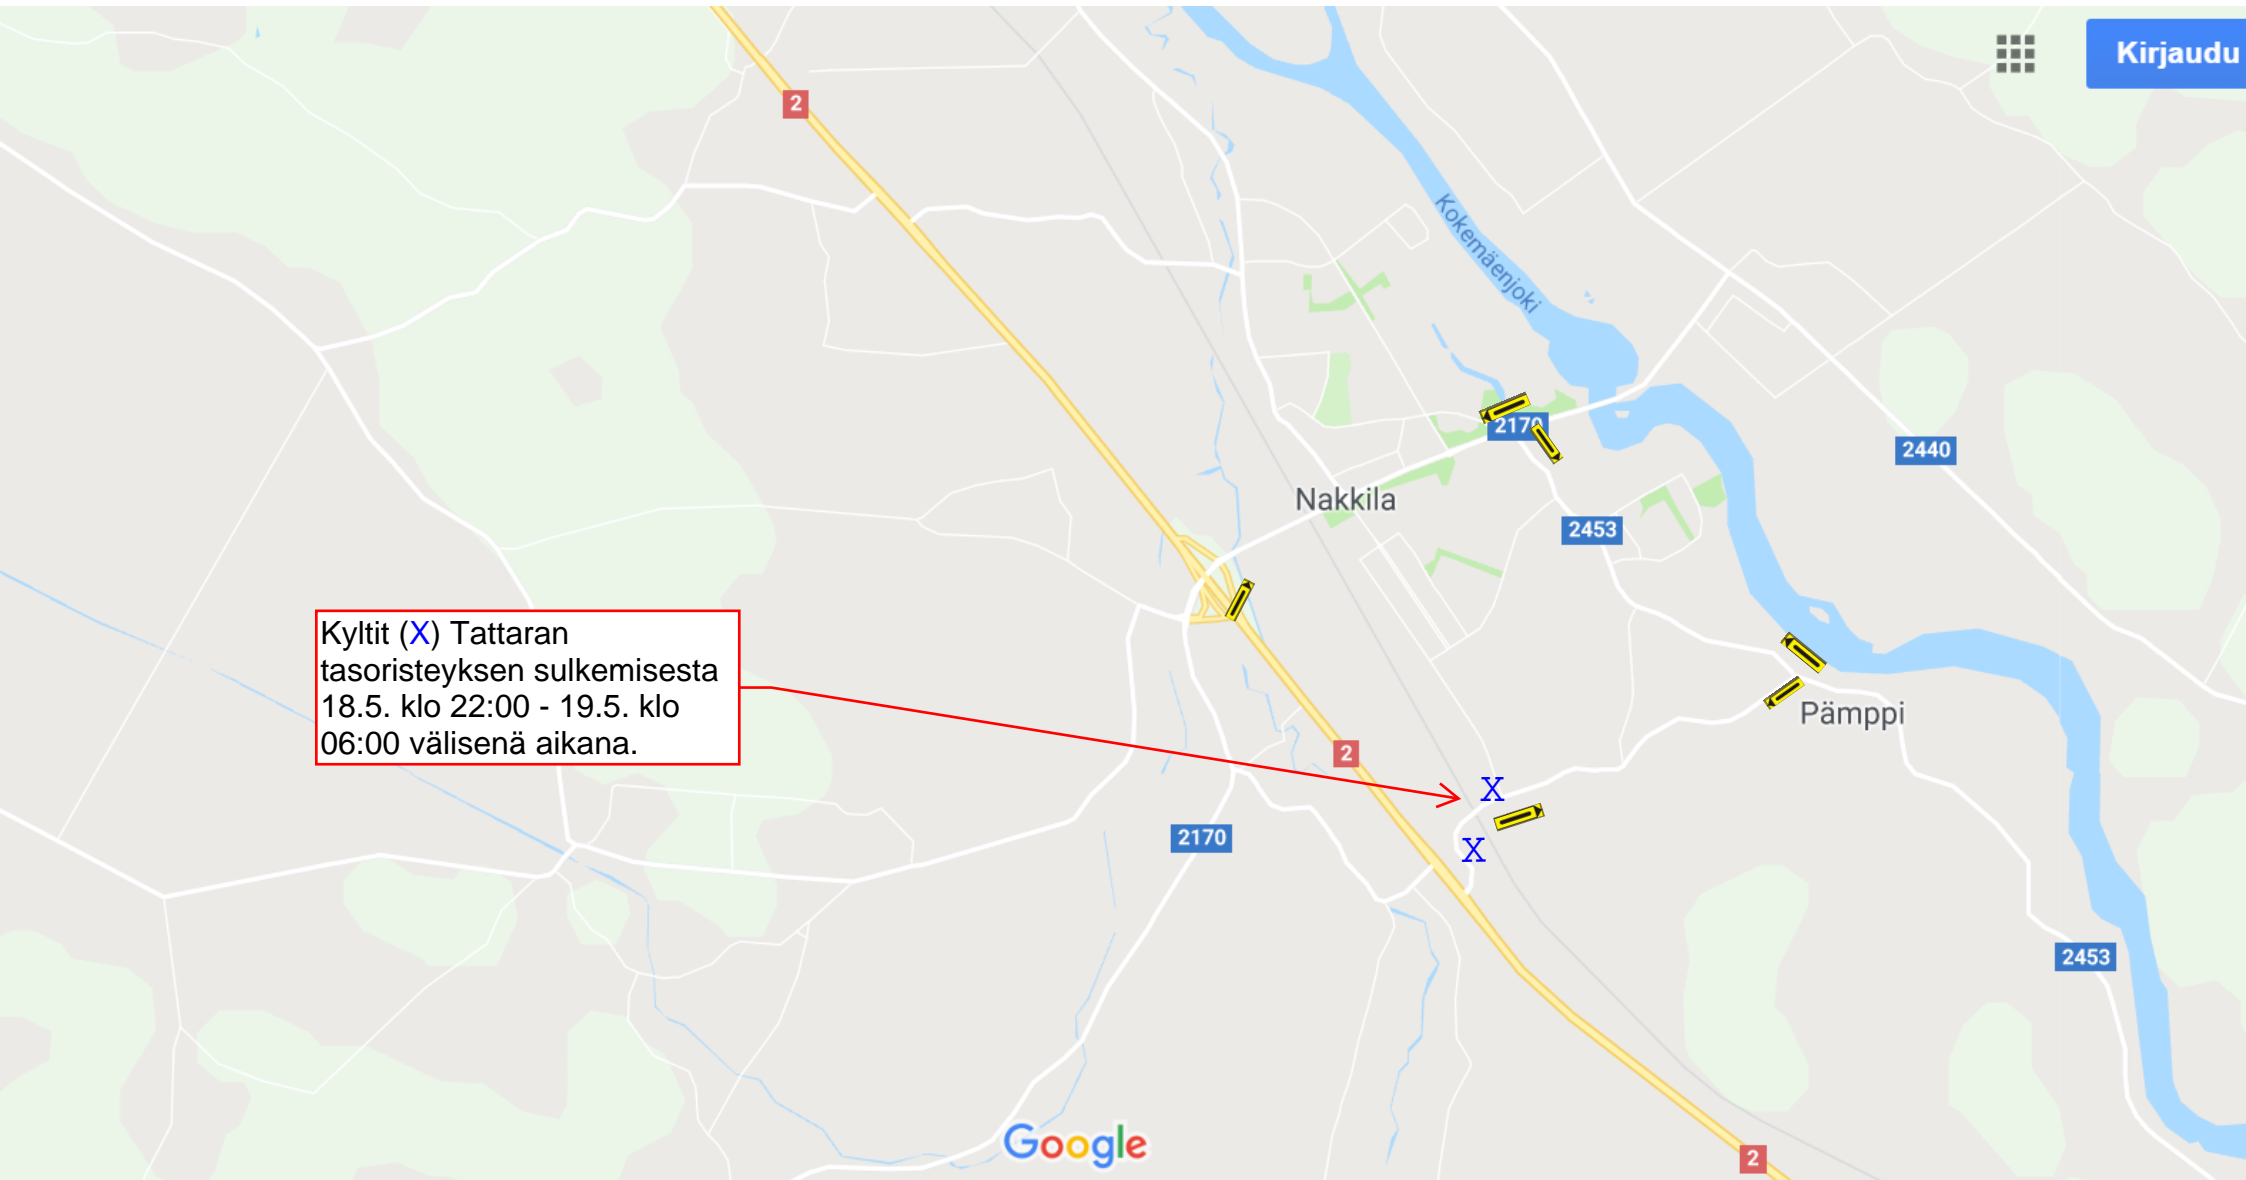 Kirjaudu
2
Kokemäenjoki
2170
2440
Nakkila
2453
Kyltit (X) Tattaran
tasoristeyksen sulkemisesta
18.5. klo 22:00 - 19.5. klo
06:00 välisenä aikana.
Pämppi
2
X
2170
X
2453
Google
2